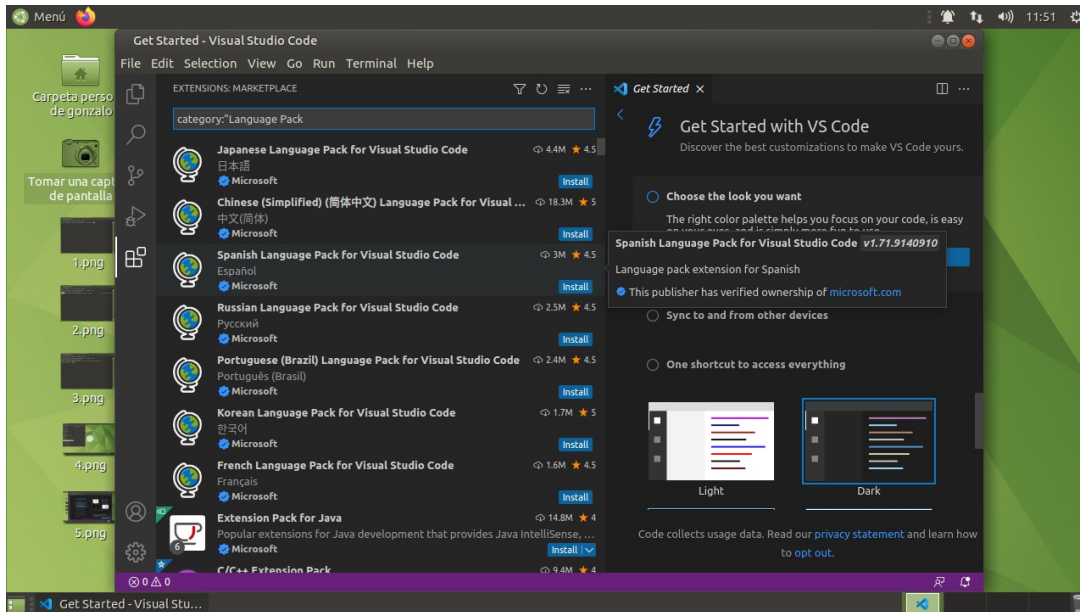 Menú
11:51
Carpeta perso
de gonzalo
Tomar una capt
de pantalla
1.png
2.png
3.png
4.png
5.png
Get Started - Visual Studio Code
File Edit Selection View Go Run Terminal Help
EXTENSIONS: MARKETPLACE
category:"Language Pack
Japanese Language Pack for Visual Studio Code 4.4M ★ 4.5
日本語
Microsoft Install
Chinese (Simplified) (简体中文) Language Pack for Visual ... 18.3M ★ 5
中文(简体)
Microsoft Install
Spanish Language Pack for Visual Studio Code 3M ★ 4.5
Español
Microsoft Install
Russian Language Pack for Visual Studio Code 2.5M ★ 4.5
Русский
Microsoft Install
Portuguese (Brazil) Language Pack for Visual Studio Code 2.4M ★ 4.5
Português (Brasil)
Microsoft Install
Korean Language Pack for Visual Studio Code 1.7M ★ 5
한국어
Microsoft Install
French Language Pack for Visual Studio Code 1.6M ★ 4.5
Français
Microsoft Install
Extension Pack for Java 14.8M ★ 4
Popular extensions for Java development that provides Java IntelliSense, ...
6
Microsoft Install
C/C++ Extension Pack 9.4M ★ 4
Get Started
Get Started with VS Code
Discover the best customizations to make VS Code yours.
Choose the look you want
The right color palette helps you focus on your code, is easy
on your eyes, and is simply more fun to use.
Spanish Language Pack for Visual Studio Code v1.71.9140910
Language pack extension for Spanish
This publisher has verified ownership of microsoft.com
Sync to and from other devices
One shortcut to access everything
Light
Dark
Code collects usage data. Read our privacy statement and learn how
to opt out.
0 0
Get Started - Visual Stu...